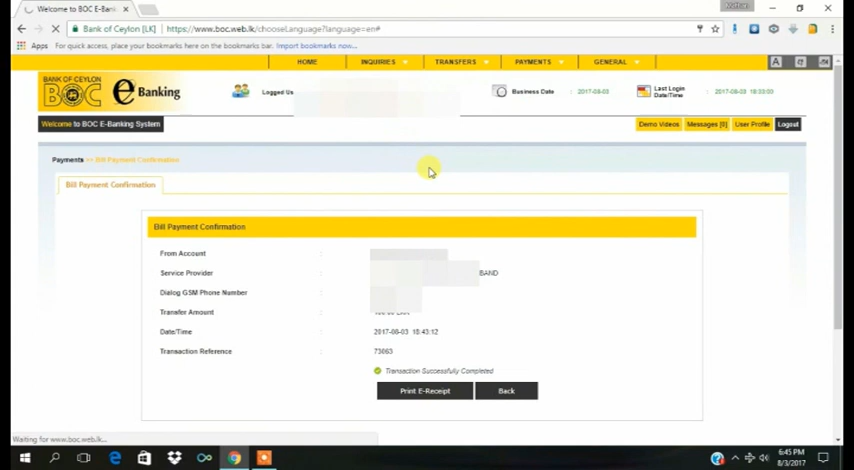 Welcome to BOC E-Bank
Bank of Ceylon [LK] https://www.boc.web.lk/chooseLanguage?language=en#
Apps For quick access, place your bookmarks here on the bookmarks bar. Import bookmarks now...
HOME INQUIRIES TRANSFERS PAYMENTS GENERAL
BANK OF CEYLON
BOC e Banking
Logged Us
Business Date : 2017-08-03
Last Login Date/Time : 2017-08-03 18:33:03
Welcome to BOC E-Banking System
Demo Videos Messages [0] User Profile Logout
Payments >> Bill Payment Confirmation
Bill Payment Confirmation
Bill Payment Confirmation
From Account :
Service Provider : BAND
Dialog GSM Phone Number :
Transfer Amount :
Date/Time : 2017-08-03 18:43:12
Transaction Reference : 73063
Transaction Successfully Completed
Print E-Receipt Back
Waiting for www.boc.web.lk...
6:45 PM
8/3/2017